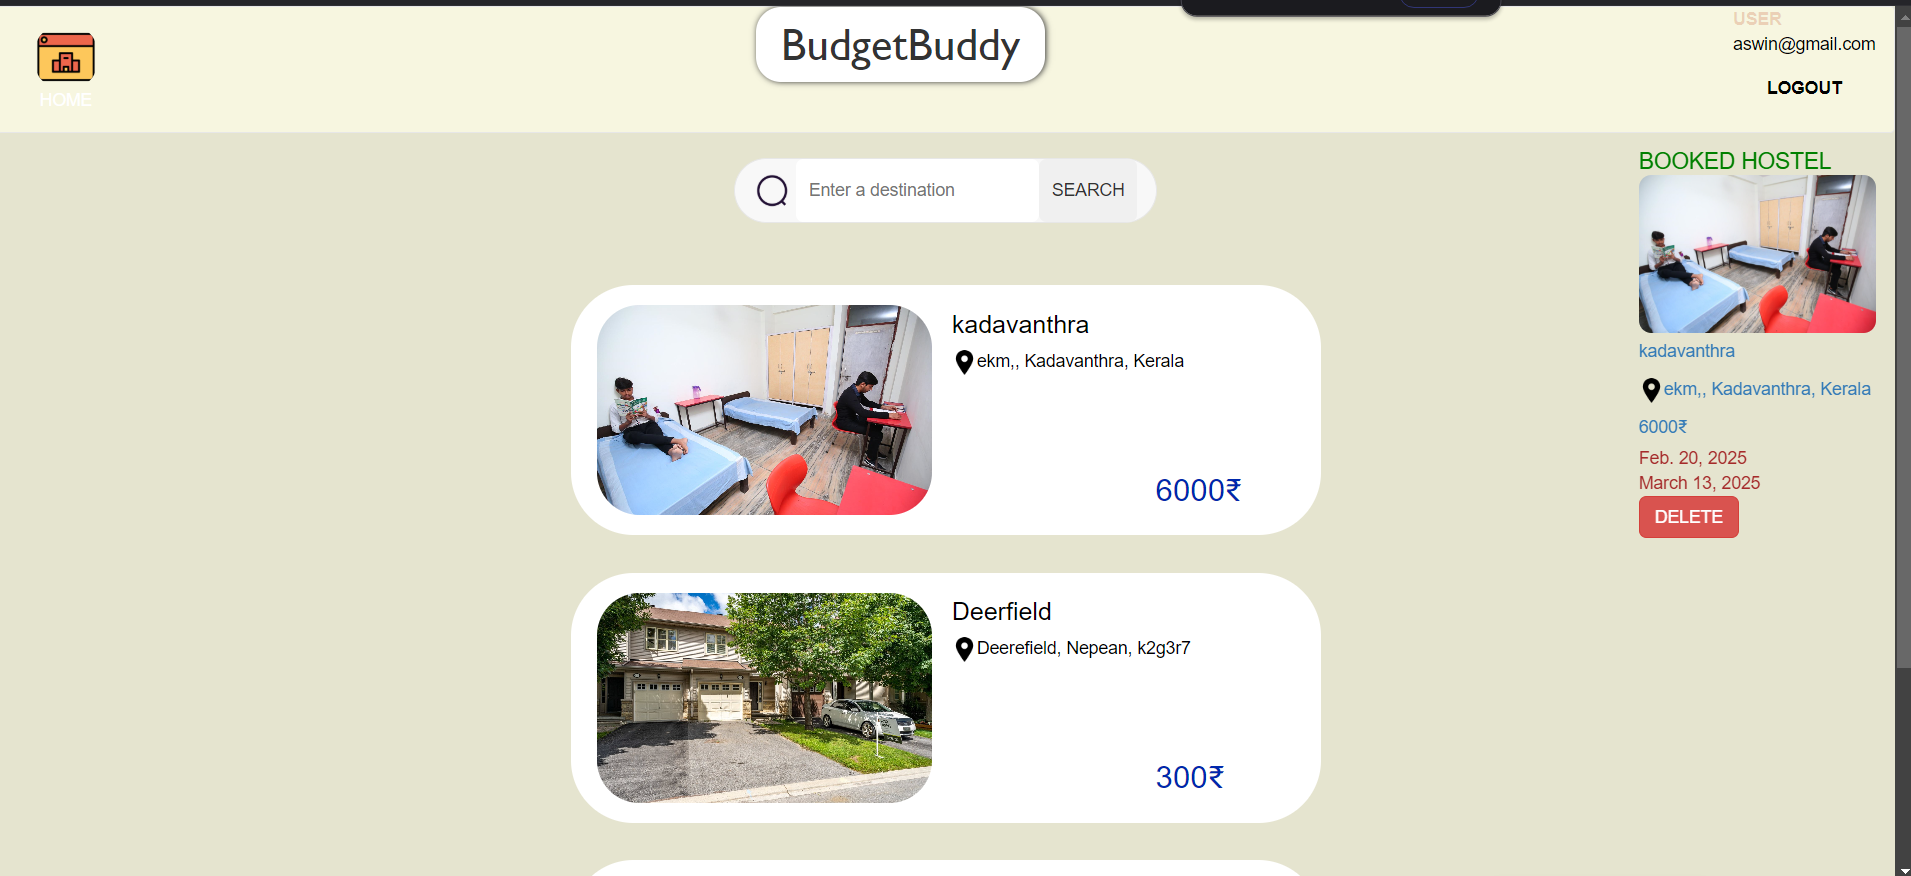 BudgetBuddy
HOME
USER
aswin@gmail.com
LOGOUT
Enter a destination
SEARCH
kadavanthra
ekm,, Kadavanthra, Kerala
6000₹
Deerfield
Deerefield, Nepean, k2g3r7
300₹
BOOKED HOSTEL
kadavanthra
ekm,, Kadavanthra, Kerala
6000₹
Feb. 20, 2025
March 13, 2025
DELETE